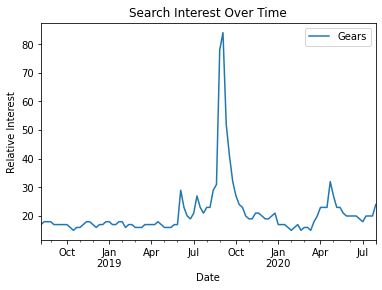 Search Interest Over Time
Gears
Relative Interest
80
70
60
50
40
30
20
Oct
Jan
2019
Apr
Jul
Oct
Jan
2020
Apr
Jul
Date